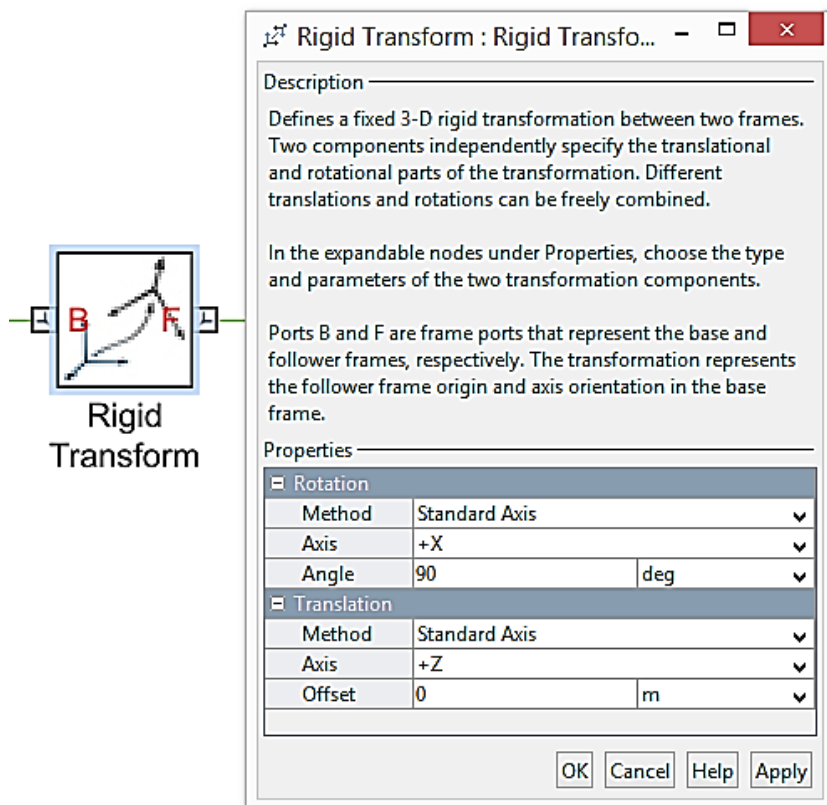 Rigid Transform : Rigid Transfo...
Description
Defines a fixed 3-D rigid transformation between two frames.
Two components independently specify the translational
and rotational parts of the transformation. Different
translations and rotations can be freely combined.
In the expandable nodes under Properties, choose the type
and parameters of the two transformation components.
Ports B and F are frame ports that represent the base and
follower frames, respectively. The transformation represents
the follower frame origin and axis orientation in the base
frame.
B F
Rigid
Transform
Properties
Rotation
Method Standard Axis
Axis +X
Angle 90 deg
Translation
Method Standard Axis
Axis +Z
Offset 0 m
OK Cancel Help Apply